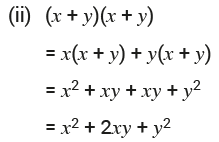 (ii) (x + y)(x + y)
= x(x + y) + y(x + y)
= x² + xy + xy + y²
= x² + 2xy + y²